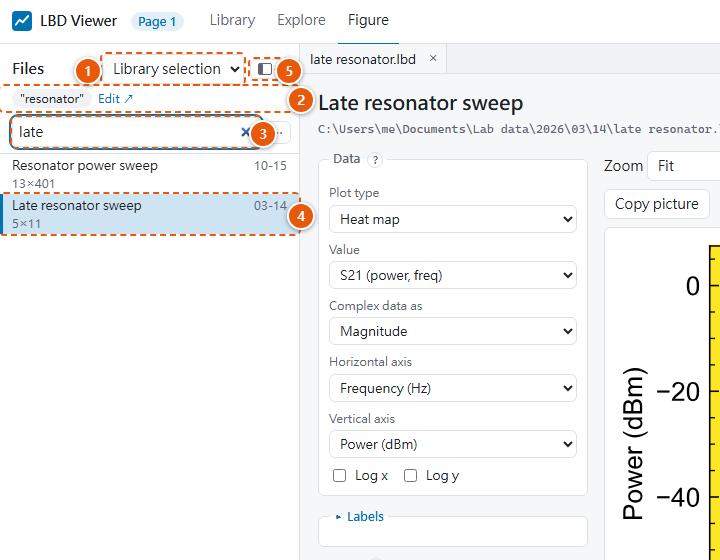 LBD Viewer Page 1 Library Explore Figure
Files 1 Library selection 5
"resonator" Edit ↗ 2
late × 3
Resonator power sweep 10-15
13×401
Late resonator sweep 03-14
5×11 4
late resonator.lbd ×
Late resonator sweep
C:\Users\me\Documents\Lab data\2026\03\14\late resonator.
Data ?
Plot type
Heat map
Value
S21 (power, freq)
Complex data as
Magnitude
Horizontal axis
Frequency (Hz)
Vertical axis
Power (dBm)
Log x Log y
▸ Labels
Zoom Fit
Copy picture
0
−20
−40
Power (dBm)